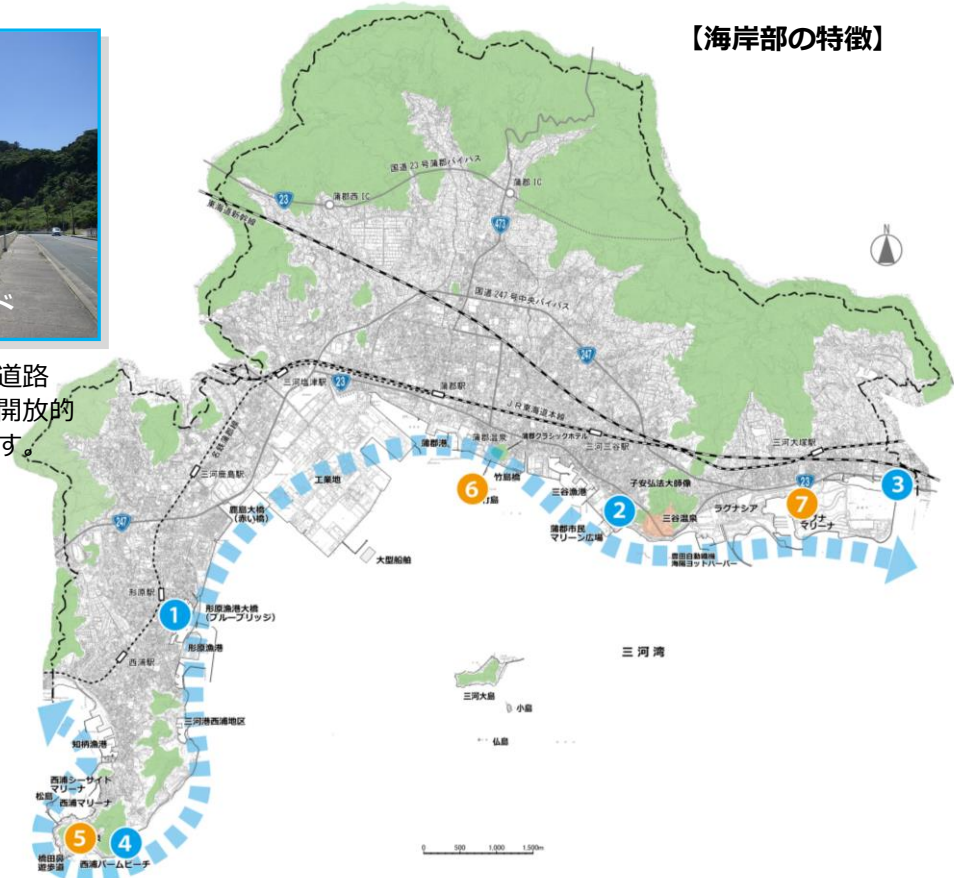 【海岸部の特徴】
ド
道路
開放的
す。
N
国道23号蒲郡バイパス
蒲郡西IC
蒲郡IC
23
東海道新幹線
473
国道247号中央バイパス
247
三河塩津駅
23
蒲郡駅
JR東海道本線
名鉄蒲郡線
蒲郡港
蒲郡温泉
蒲郡クラシックホテル
三河三谷駅
三河大塚駅
三河鹿島駅
工業地
竹島橋
子安弘法大師像
23
3
6
竹島
三谷漁港
2
ラグナシア
7
マリーナ
247
鹿島大橋
(赤い橋)
三谷温泉
蒲郡市民
マリーン広場
大型船舶
豊田自動織機
海陽ヨットハーバー
形原駅
1
形原漁港大橋
(ブルーブリッジ)
形原漁港
西浦駅
三河湾
三河大島
小島
三河港西浦地区
仏島
知柄漁港
西浦シーサイド
マリーナ
松島
西浦マリーナ
5
4
橋田鼻
遊歩道
西浦パームビーチ
0 500 1,000 1,500m